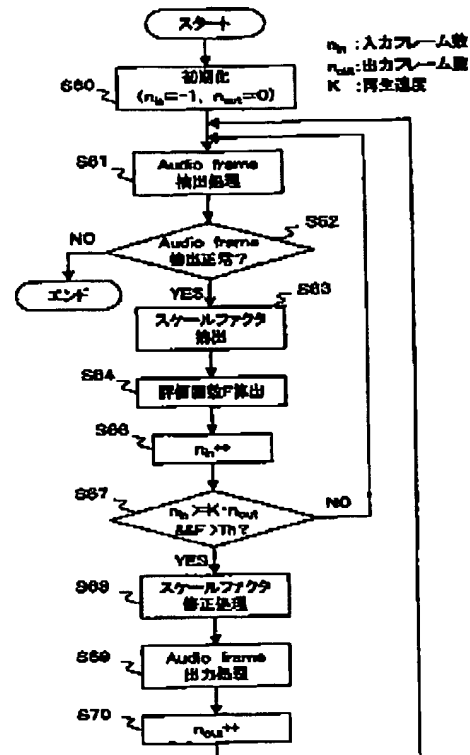 スタート
n_in :入力フレーム数
n_out:出力フレーム数
K :再生速度
S60
初期化
(n_in=-1, n_out=0)
S61
Audio frame
抽出処理
S62
Audio frame
抽出正常?
NO
エンド
YES
S63
スケールファクタ
抽出
S64
評価関数F算出
S66
n_in++
S67
n_in>=K·n_out
&&F>Th?
NO
YES
S68
スケールファクタ
修正処理
S69
Audio frame
出力処理
S70
n_out++